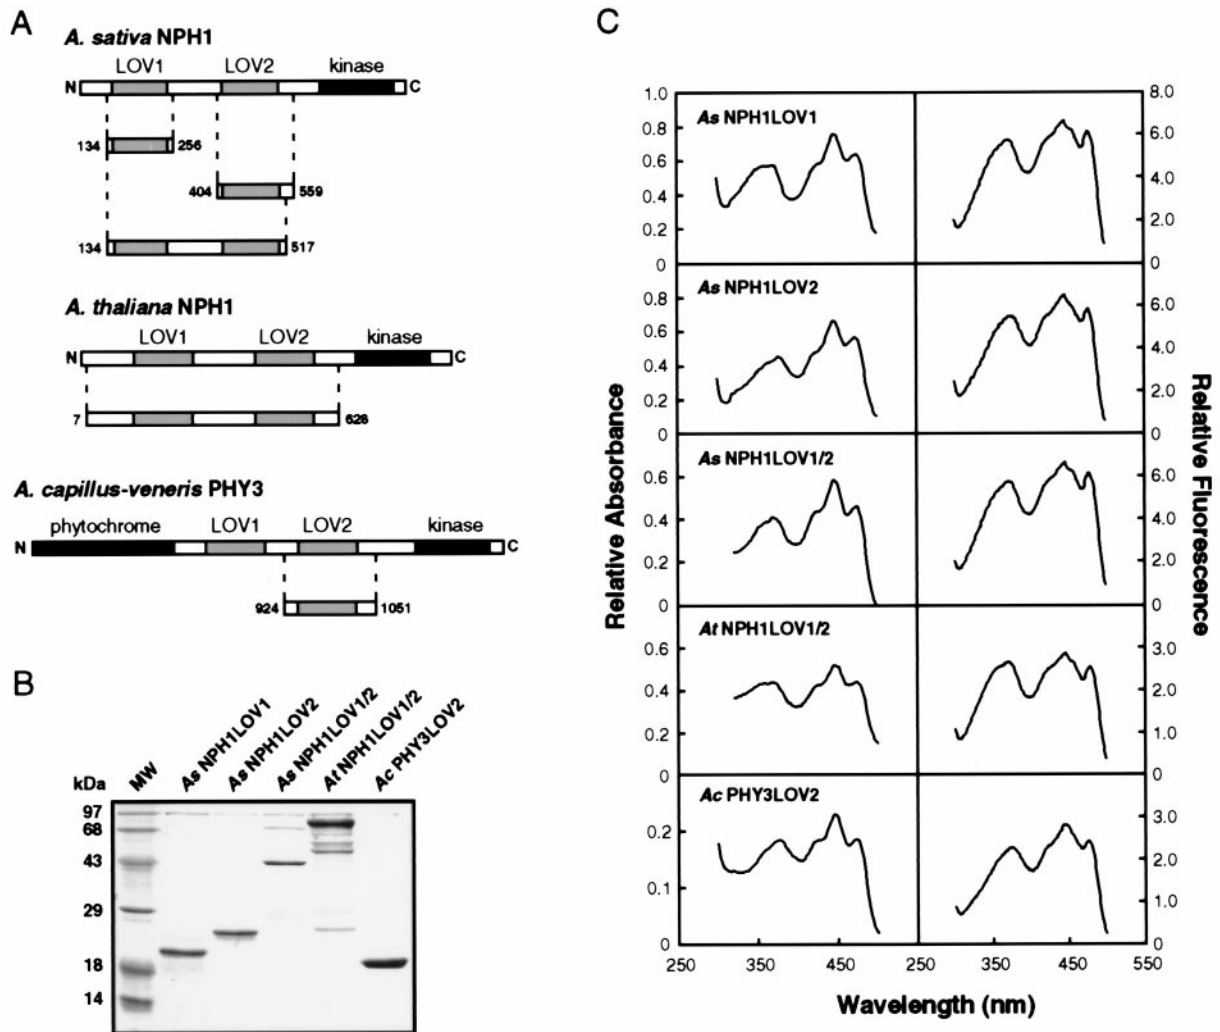 A
A. sativa NPH1
LOV1 LOV2 kinase
N C
134 256
404 559
134 517
A. thaliana NPH1
LOV1 LOV2 kinase
N C
7 626
A. capillus-veneris PHY3
phytochrome LOV1 LOV2 kinase
N C
924 1051
B
kDa MW As NPH1LOV1 As NPH1LOV2 As NPH1LOV1/2 At NPH1LOV1/2 Ac PHY3LOV2
97
68
43
29
18
14
C
Relative Absorbance
Relative Fluorescence
As NPH1LOV1
1.0 0.8 0.6 0.4 0.2 0
8.0 6.0 4.0 2.0 0
As NPH1LOV2
0.8 0.6 0.4 0.2 0
6.0 4.0 2.0 0
As NPH1LOV1/2
0.6 0.4 0.2 0
6.0 4.0 2.0 0
At NPH1LOV1/2
0.6 0.4 0.2 0
3.0 2.0 1.0 0
Ac PHY3LOV2
0.2 0.1 0
3.0 2.0 1.0 0
250 350 450 250 350 450 550
Wavelength (nm)